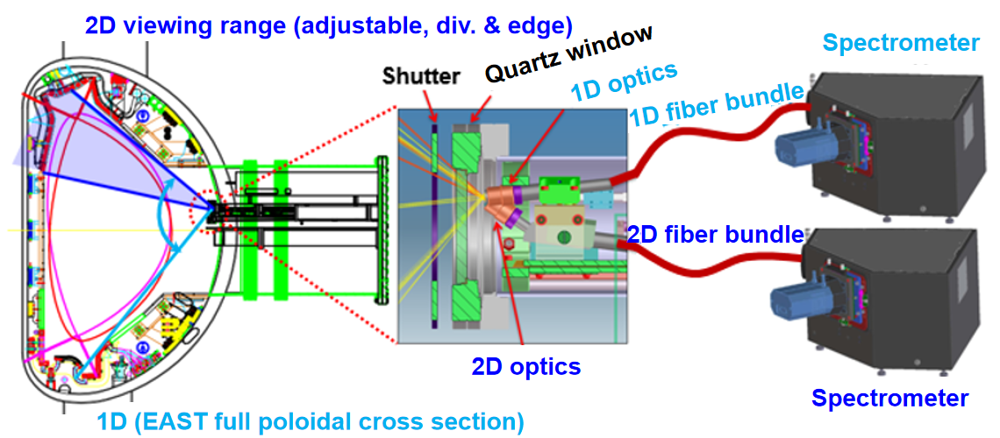 2D viewing range (adjustable, div. & edge)
Shutter
Quartz window
1D optics
1D fiber bundle
Spectrometer
2D fiber bundle
2D optics
Spectrometer
1D (EAST full poloidal cross section)